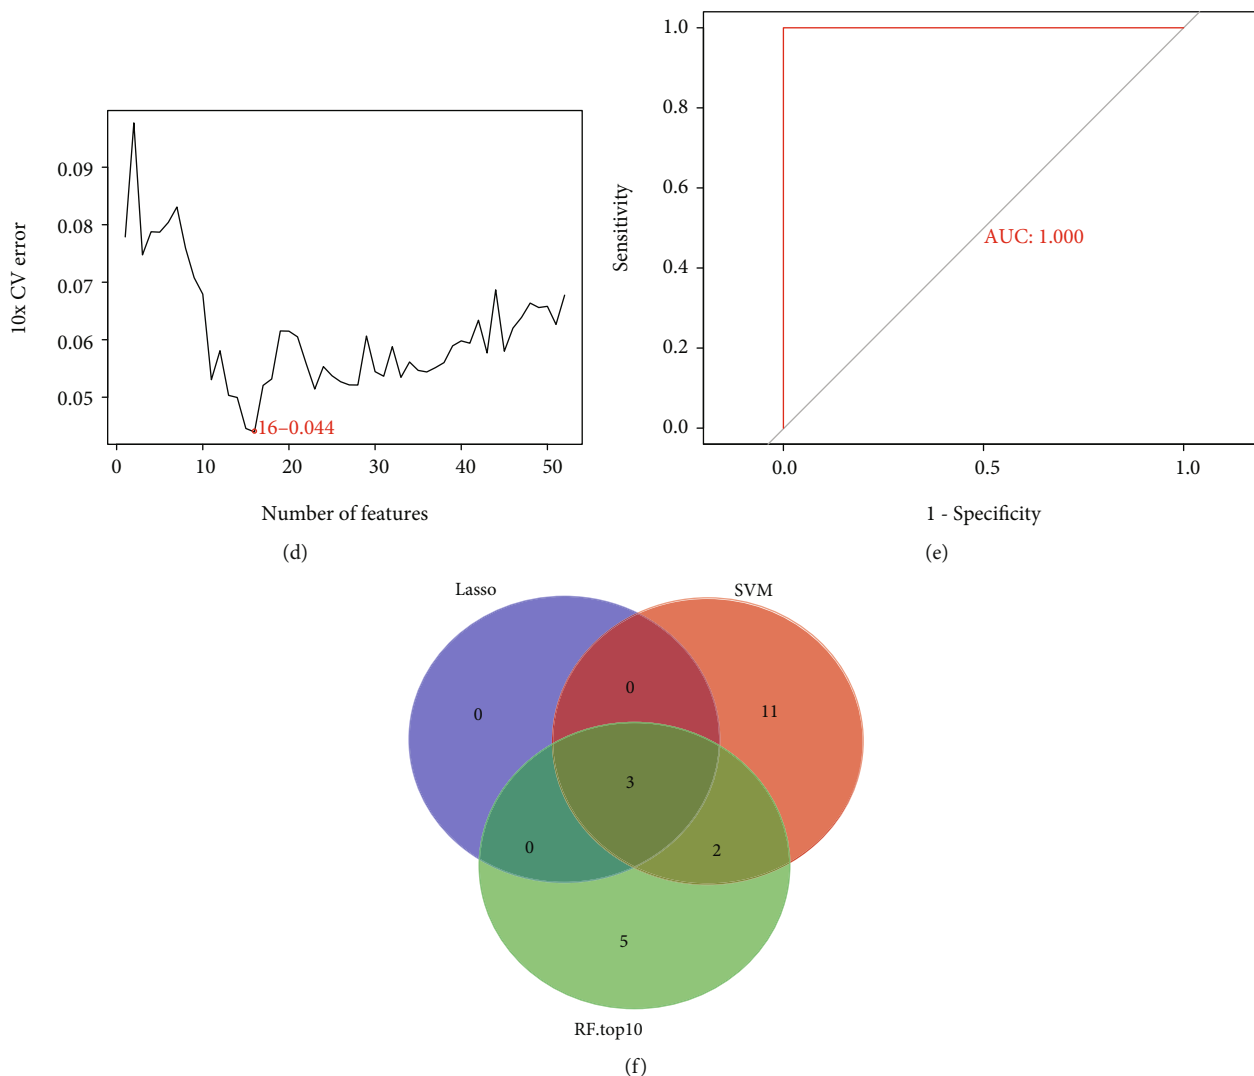 10x CV error
0.09
0.08
0.07
0.06
0.05
16–0.044
0
10
20
30
40
50
Number of features
(d)
Sensitivity
1.0
0.8
0.6
0.4
0.2
0.0
AUC: 1.000
0.0
0.5
1.0
1 - Specificity
(e)
Lasso
SVM
0
0
11
3
0
2
5
RF.top10
(f)